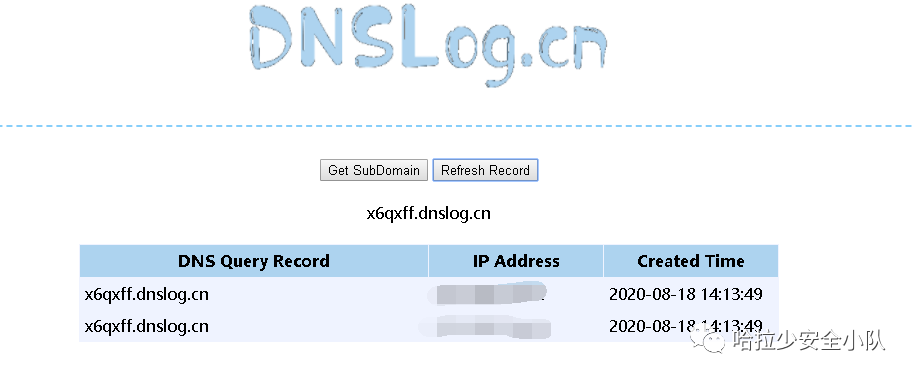 DNSLog.cn
Get SubDomain Refresh Record
x6qxff.dnslog.cn
DNS Query Record IP Address Created Time
x6qxff.dnslog.cn 2020-08-18 14:13:49
x6qxff.dnslog.cn 2020-08-18 14:13:49
哈拉少安全小队